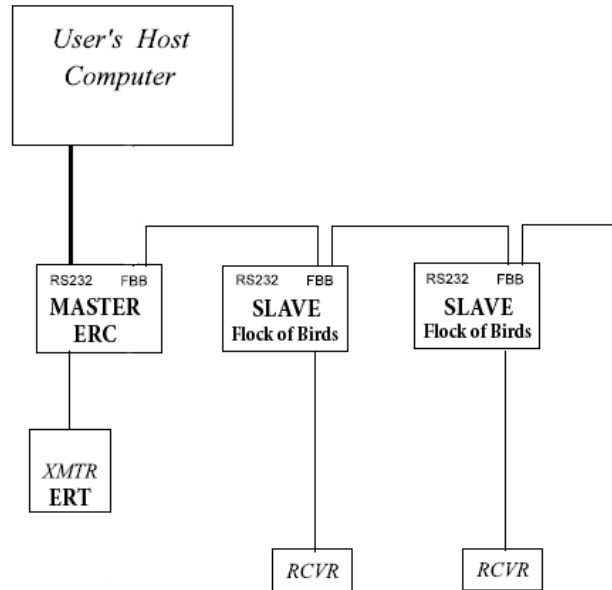 User's Host
Computer
RS232 FBB
MASTER
ERC
RS232 FBB
SLAVE
Flock of Birds
RS232 FBB
SLAVE
Flock of Birds
XMTR
ERT
RCVR
RCVR